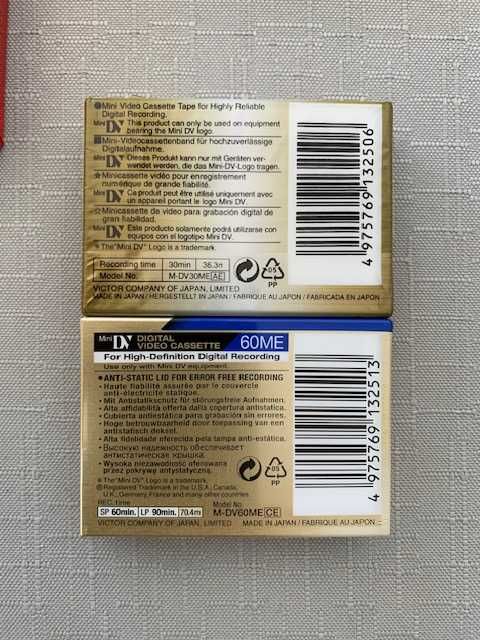 ●Mini Video Cassette Tape for Highly Reliable
Digital Recording.
Mini DV This product can only be used on equipment
bearing the Mini DV logo.
■Mini-Videocassettenband für hochzuverlässige
Digitalaufnahme.
Mini DV Dieses Produkt kann nur mit Geräten ver-
wendet werden, die das Mini-DV-Logo tragen.
☆Minicassette vidéo pour enregistrement
numérique de grande fiabilité.
Mini DV Ce produit peut être utilisé uniquement avec
un appareil portant le logo Mini DV.
☆Minicassette de video para grabación digital de
gran fiabilidad.
Mini DV Este producto solamente podrá utilizarse con
equipos con el logotipo Mini DV.
* The "Mini DV" Logo is a trademark.
Recording time 30min 36.3m
Model No. M-DV30ME AE
05
PP
VICTOR COMPANY OF JAPAN, LIMITED
MADE IN JAPAN / HERGESTELLT IN JAPAN / FABRIQUÉ AU JAPON / FABRICADA EN JAPON
4 975769 132506
Mini DV DIGITAL VIDEO CASSETTE 60ME
For High-Definition Digital Recording
Use only with Mini DV equipment.
●ANTI-STATIC LID FOR ERROR FREE RECORDING
• Haute fiabilité assurée par le couvercle
anti-électricité statique.
• Mit Antistatikschutz für störungsfreie Aufnahmen.
• Alta affidabilità offerta dalla copertura antistatica.
• Cubierta antiestática para grabación sin errores.
• Hoge betrouwbaarheid door toepassing van een
antistatisch doksel.
• Alta fidelidade oferecida pela tampa anti-estática.
• Высокую надежность обеспечивает
антистатическая крышка.
• Wysoka niezawodność oferowana
przez pokrywę antystatyczną.
* The "Mini DV" Logo is a trademark.
® Registered Trademark in the U.S.A., Canada,
U.K., Germany, France and many other countries
REC. time
SP 60min. LP 90min. 70.4m
Model No
M-DV60ME CE
05
PP
VICTOR COMPANY OF JAPAN, LIMITED MADE IN JAPAN / FABRIQUÉ AU JAPON
4 975769 132513